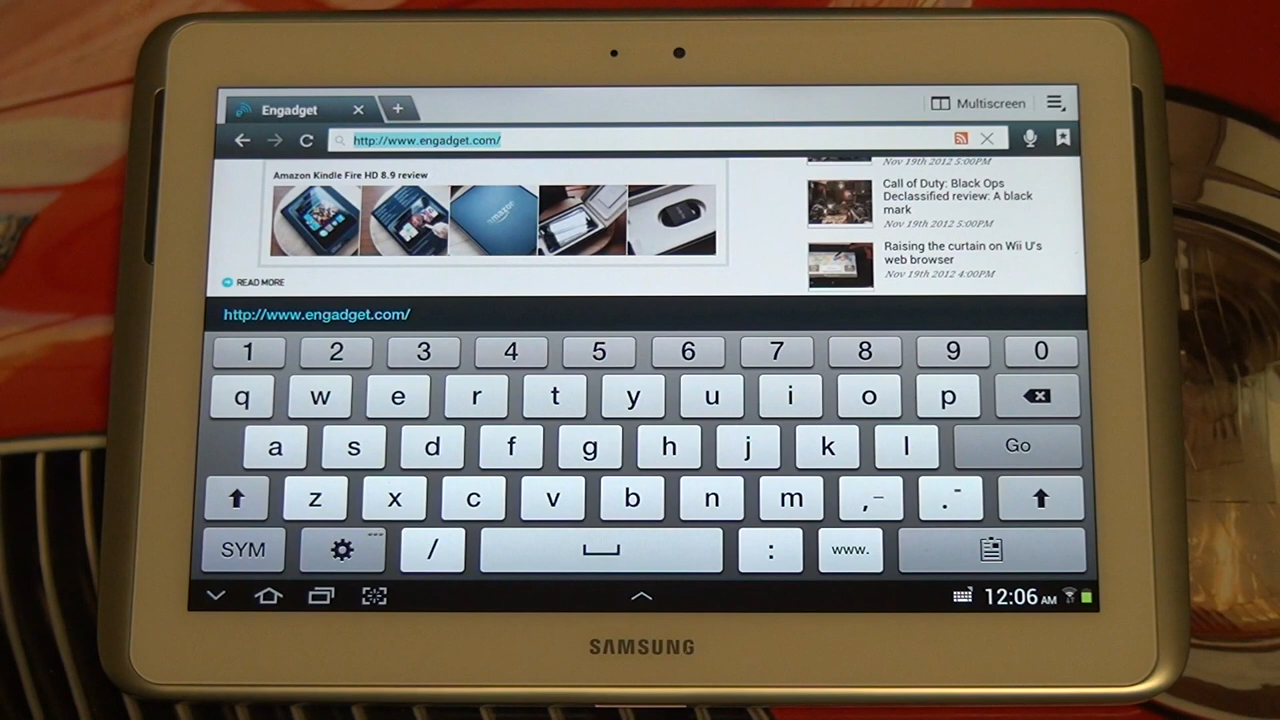 Engadget
Multiscreen
http://www.engadget.com/
Amazon Kindle Fire HD 8.9 review
amazon
READ MORE
Nov 19th 2012 5:00PM
Call of Duty: Black Ops
Declassified review: A black
mark
Nov 19th 2012 5:00PM
Raising the curtain on Wii U's
web browser
Nov 19th 2012 4:00PM
http://www.engadget.com/
1 2 3 4 5 6 7 8 9 0
q w e r t y u i o p
a s d f g h j k l Go
z x c v b n m ,– .-
SYM / : www.
12:06 AM
SAMSUNG